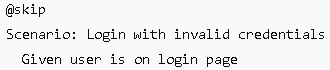 @skip
Scenario: Login with invalid credentials
Given user is on login page